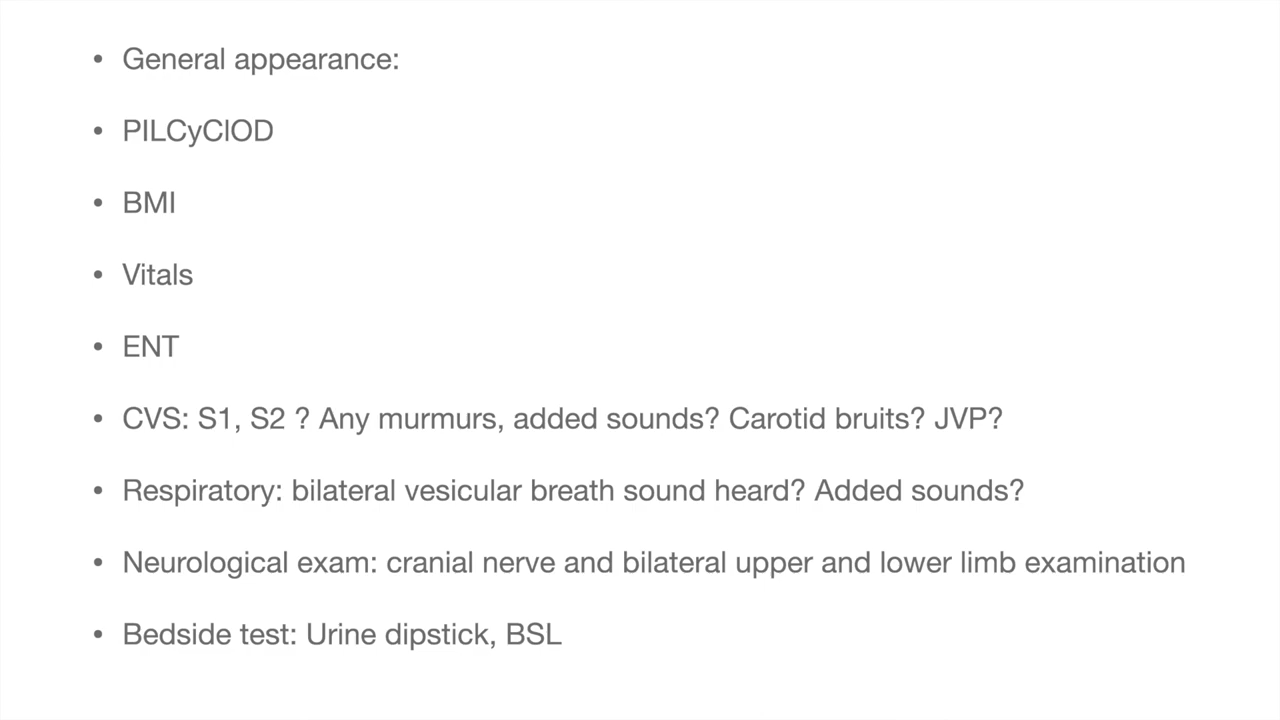 • General appearance:
• PILCyClOD
• BMI
• Vitals
• ENT
• CVS: S1, S2 ? Any murmurs, added sounds? Carotid bruits? JVP?
• Respiratory: bilateral vesicular breath sound heard? Added sounds?
• Neurological exam: cranial nerve and bilateral upper and lower limb examination
• Bedside test: Urine dipstick, BSL